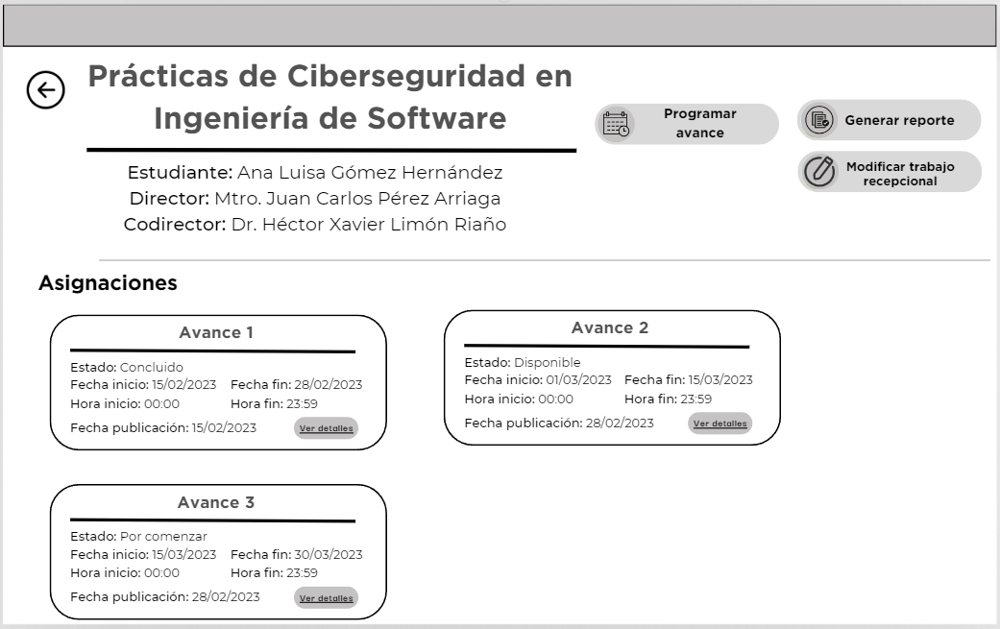 Prácticas de Ciberseguridad en
Ingeniería de Software
Estudiante: Ana Luisa Gómez Hernández
Director: Mtro. Juan Carlos Pérez Arriaga
Codirector: Dr. Héctor Xavier Limón Riaño
Programar
avance
Generar reporte
Modificar trabajo
recepcional
Asignaciones
Avance 1
Estado: Concluido
Fecha inicio: 15/02/2023 Fecha fin: 28/02/2023
Hora inicio: 00:00 Hora fin: 23:59
Fecha publicación: 15/02/2023 Ver detalles
Avance 2
Estado: Disponible
Fecha inicio: 01/03/2023 Fecha fin: 15/03/2023
Hora inicio: 00:00 Hora fin: 23:59
Fecha publicación: 28/02/2023 Ver detalles
Avance 3
Estado: Por comenzar
Fecha inicio: 15/03/2023 Fecha fin: 30/03/2023
Hora inicio: 00:00 Hora fin: 23:59
Fecha publicación: 28/02/2023 Ver detalles